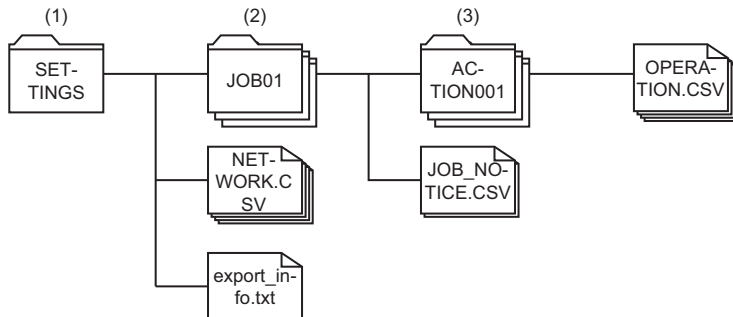 (1) (2) (3)
SET-
TINGS
JOB01
AC-
TION001
OPERA-
TION.CSV
NET-
WORK.C
SV
JOB_NO-
TICE.CSV
export_in-
fo.txt